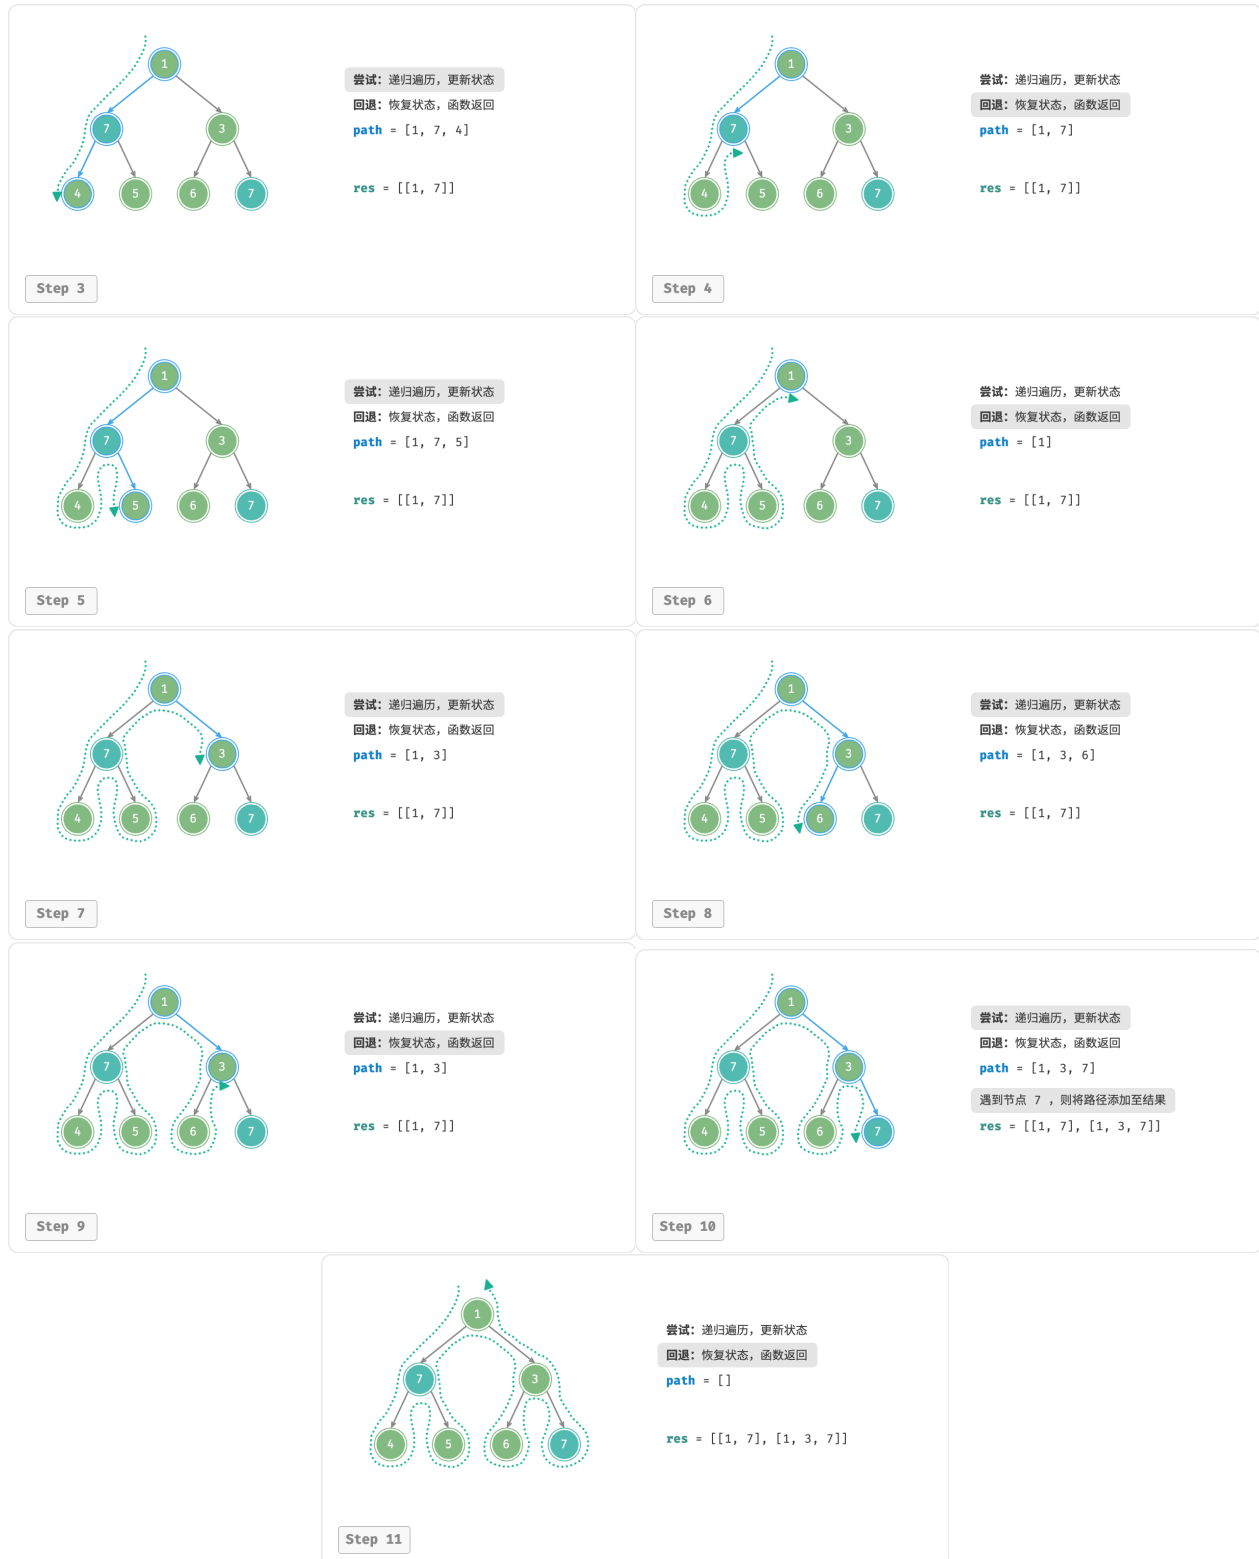 1
尝试：递归遍历，更新状态
回退：恢复状态，函数返回
7 3
path = [1, 7, 4]
4 5 6 7
res = [[1, 7]]
Step 3
1
尝试：递归遍历，更新状态
回退：恢复状态，函数返回
7 3
path = [1, 7]
4 5 6 7
res = [[1, 7]]
Step 4
1
尝试：递归遍历，更新状态
回退：恢复状态，函数返回
7 3
path = [1, 7, 5]
4 5 6 7
res = [[1, 7]]
Step 5
1
尝试：递归遍历，更新状态
回退：恢复状态，函数返回
7 3
path = [1]
4 5 6 7
res = [[1, 7]]
Step 6
1
尝试：递归遍历，更新状态
回退：恢复状态，函数返回
7 3
path = [1, 3]
4 5 6 7
res = [[1, 7]]
Step 7
1
尝试：递归遍历，更新状态
回退：恢复状态，函数返回
7 3
path = [1, 3, 6]
4 5 6 7
res = [[1, 7]]
Step 8
1
尝试：递归遍历，更新状态
回退：恢复状态，函数返回
7 3
path = [1, 3]
4 5 6 7
res = [[1, 7]]
Step 9
1
尝试：递归遍历，更新状态
回退：恢复状态，函数返回
7 3
path = [1, 3, 7]
遇到节点 7 ，则将路径添加至结果
4 5 6 7
res = [[1, 7], [1, 3, 7]]
Step 10
1
尝试：递归遍历，更新状态
回退：恢复状态，函数返回
7 3
path = []
4 5 6 7
res = [[1, 7], [1, 3, 7]]
Step 11